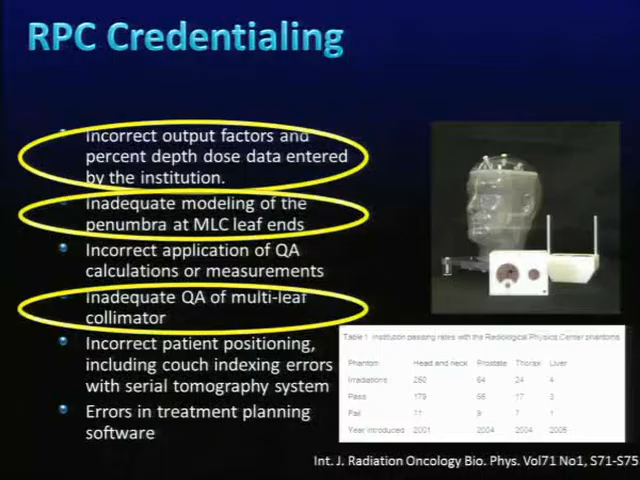 RPC Credentialing
Incorrect output factors and
percent depth dose data entered
by the institution.
Inadequate modeling of the
penumbra at MLC leaf ends
Incorrect application of QA
calculations or measurements
Inadequate QA of multi-leaf
collimator
Incorrect patient positioning,
including couch indexing errors
with serial tomography system
Errors in treatment planning
software
Table 1 Institution passing rates with the Radiological Physics Center phantoms
Phantom Head and neck Prostate Thorax Liver
Irradiations 250 64 24 4
Pass 179 17 3
Fail 71 9 7 1
Year introduced 2001 2004 2004 2005
Int. J. Radiation Oncology Bio. Phys. Vol71 No1, S71-S75